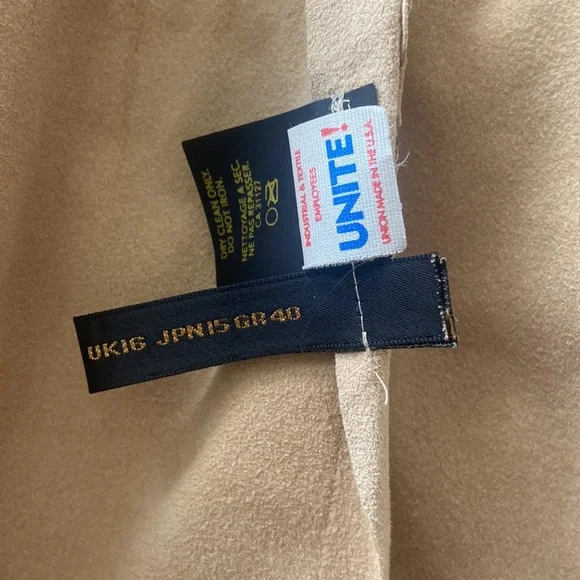 DRY CLEAN ONLY.
DO NOT IRON.
NETTOYAGE A SEC.
NE PAS REPASSER.
CA 31127
INDUSTRIAL & TEXTILE
EMPLOYEES
UNITE!
UNION MADE IN THE U.S.A.
UK16 JPN15 GR40